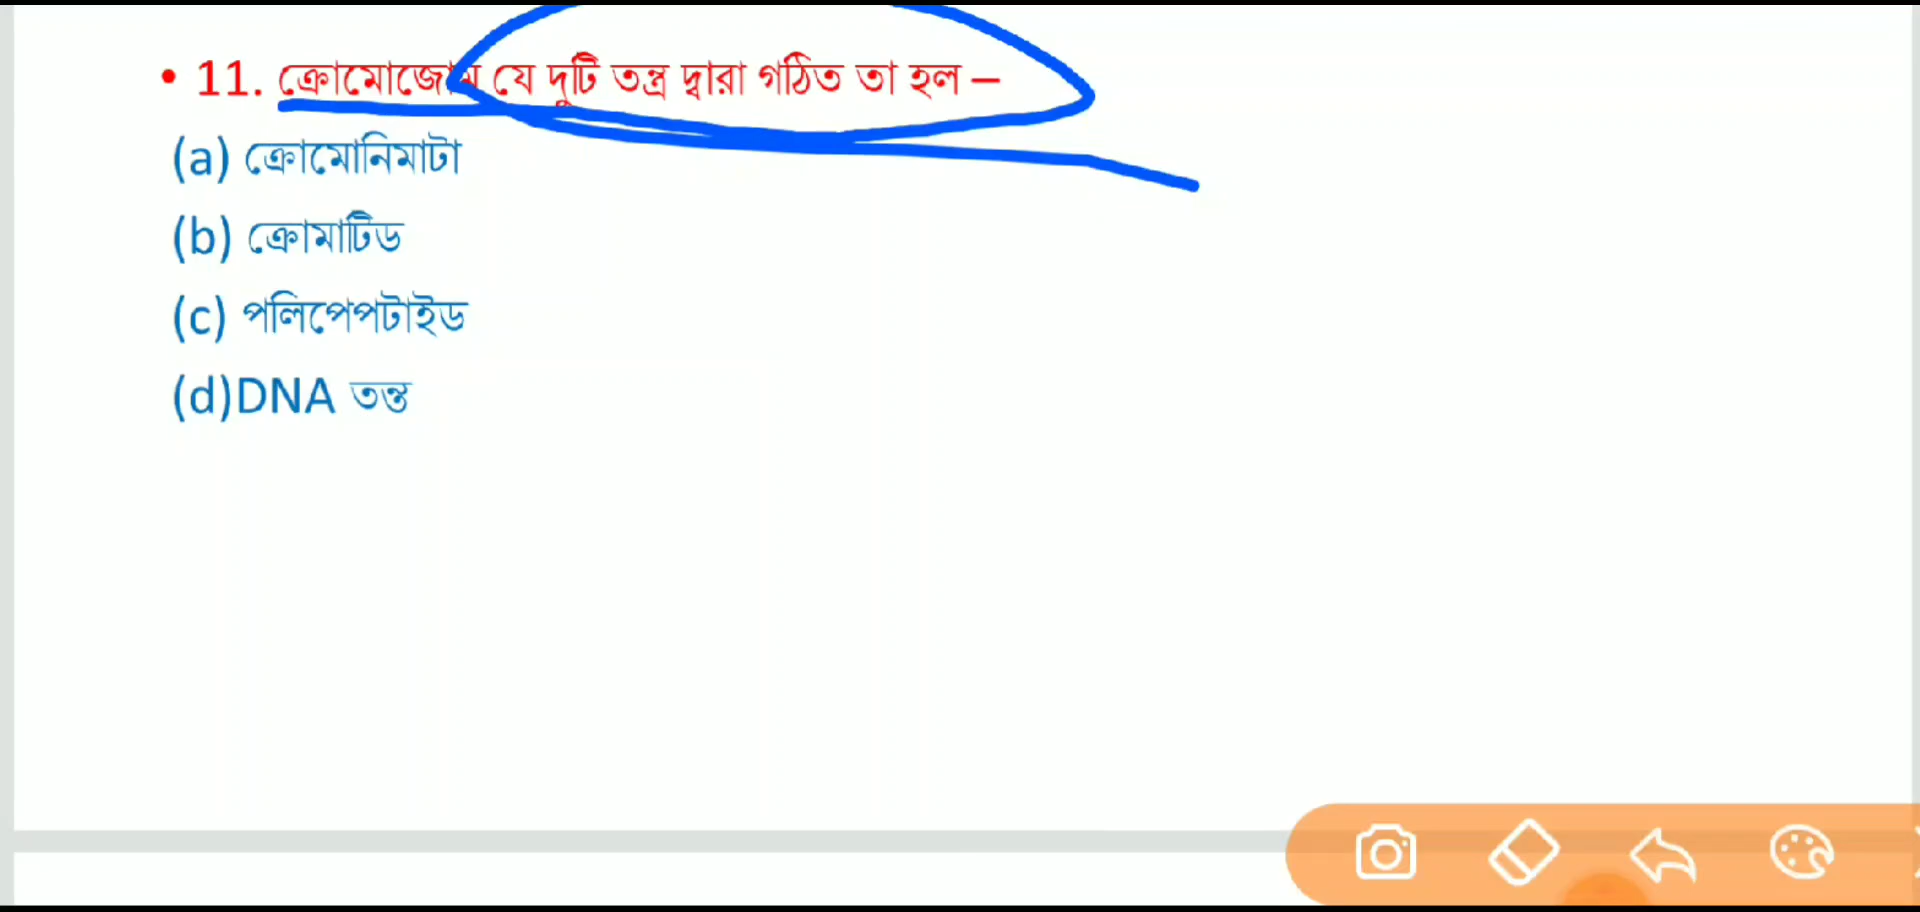 • 11. ক্রোমোজোম যে দুটি তন্ত্র দ্বারা গঠিত তা হল –
(a) ক্রোমোনিমাটা
(b) ক্রোমাটিড
(c) পলিপেপটাইড
(d)DNA তন্তু